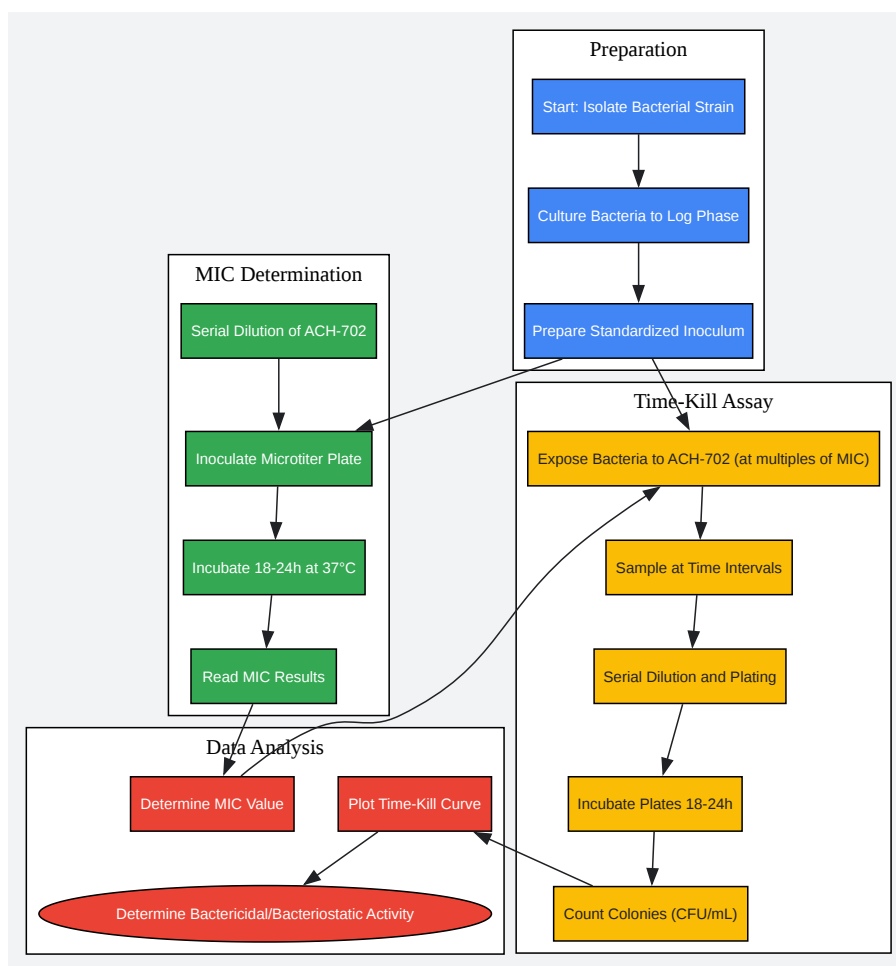 Preparation
Start: Isolate Bacterial Strain
Culture Bacteria to Log Phase
Prepare Standardized Inoculum
MIC Determination
Serial Dilution of ACH-702
Inoculate Microtiter Plate
Incubate 18-24h at 37°C
Read MIC Results
Time-Kill Assay
Expose Bacteria to ACH-702 (at multiples of MIC)
Sample at Time Intervals
Serial Dilution and Plating
Incubate Plates 18-24h
Count Colonies (CFU/mL)
Data Analysis
Determine MIC Value
Plot Time-Kill Curve
Determine Bactericidal/Bacteriostatic Activity